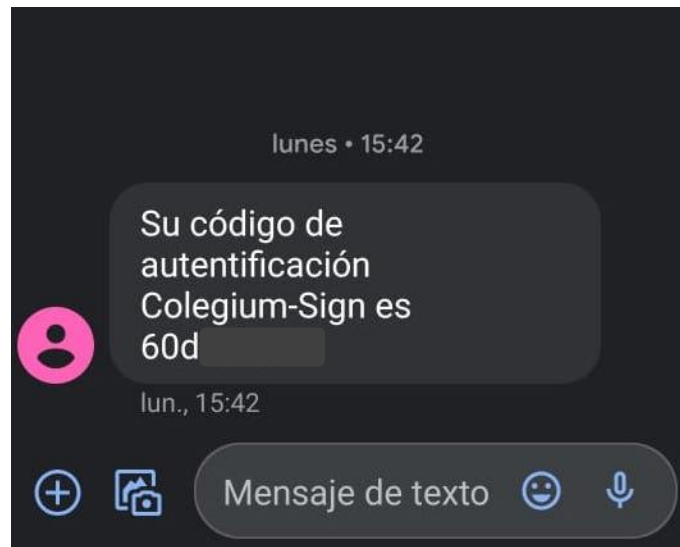 lunes • 15:42
Su código de
autentificación
Colegium-Sign es
60d
lun., 15:42
Mensaje de texto